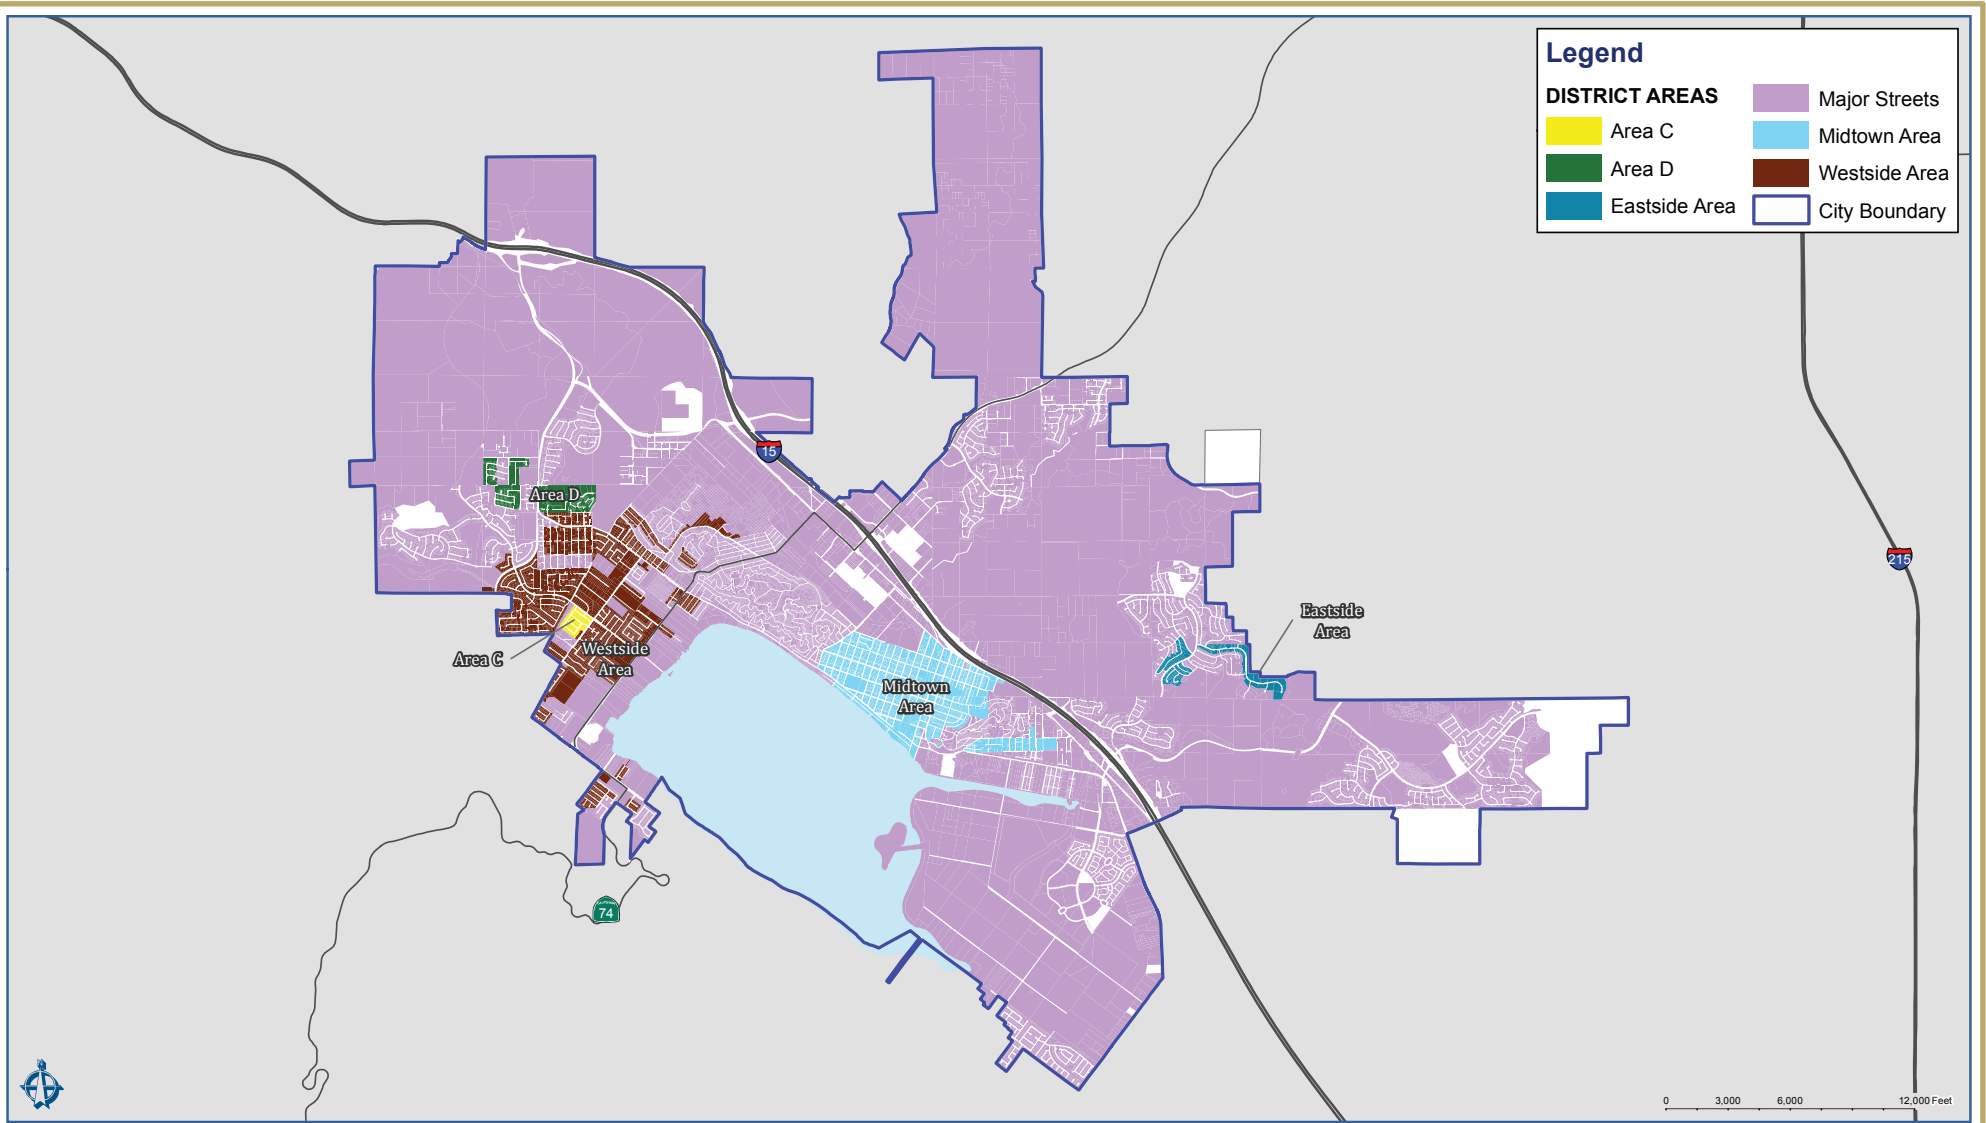 Legend
DISTRICT AREAS
Area C
Area D
Eastside Area
Major Streets
Midtown Area
Westside Area
City Boundary
15
Area D
215
Eastside
Area
Area C
Westside
Area
Midtown
Area
74
0 3,000 6,000 12,000 Feet